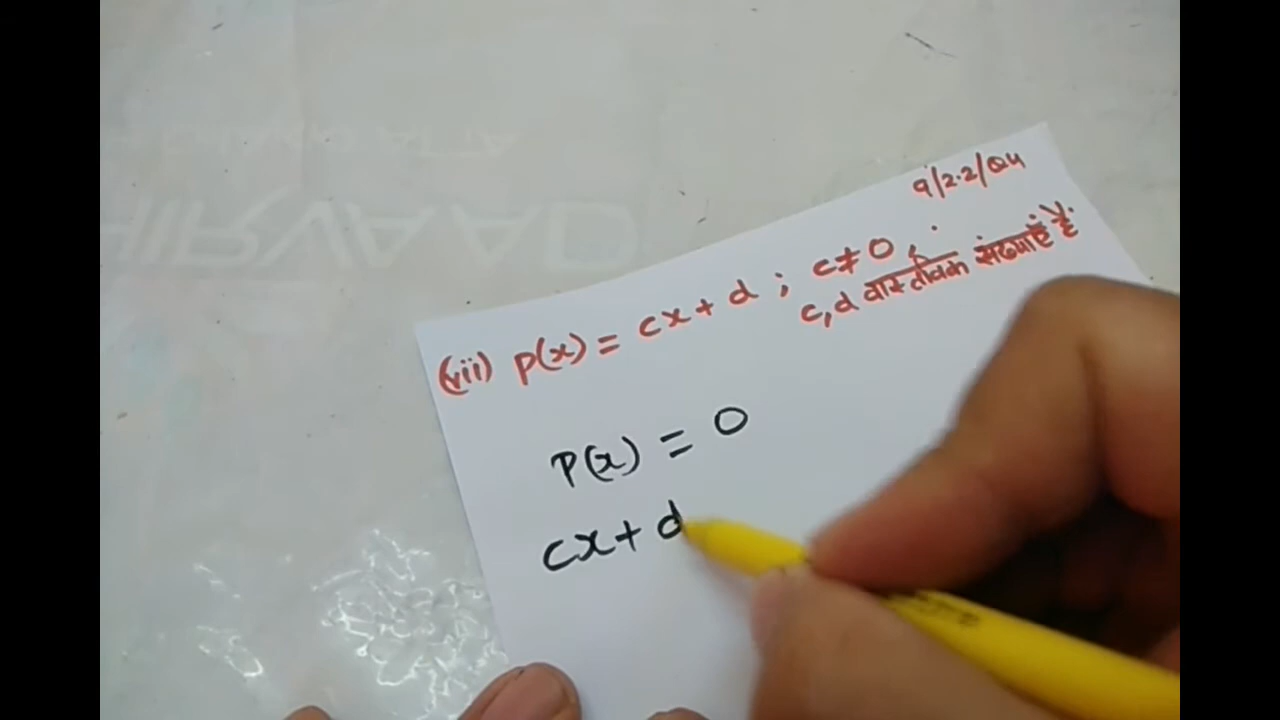 9/2.2/Q4
(vii) p(x) = cx + d ; c≠0,
c,d वास्तविक संख्याएँ हैं.
P(x) = 0
cx + d